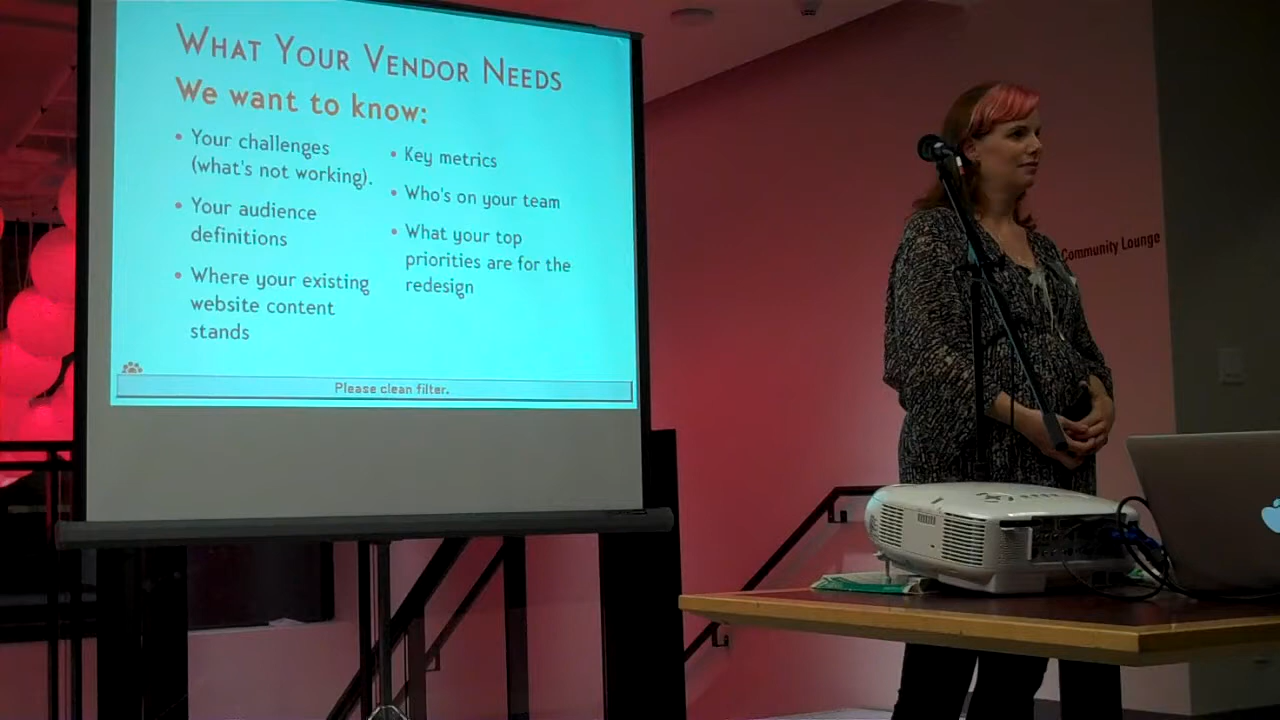 What Your Vendor Needs
We want to know:
• Your challenges
(what's not working).
• Your audience
definitions
• Where your existing
website content
stands
• Key metrics
• Who's on your team
• What your top
priorities are for the
redesign
Please clean filter.
Community Lounge